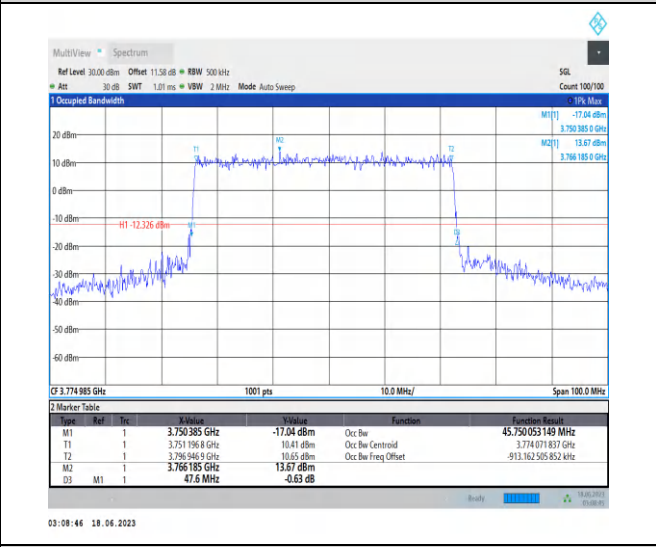 MultiView Spectrum
Ref Level 30.00 dBm Offset 11.58 dB RBW 500 kHz SGL
Att 30 dB SWT 1.01 ms VBW 2 MHz Mode Auto Sweep Count 100/100
1 Occupied Bandwidth 1Pk Max
M1[1] -17.04 dBm
3.750 385 0 GHz
M2[1] 13.67 dBm
3.766 185 0 GHz
20 dBm
M2
T1 T2
10 dBm
0 dBm
-10 dBm
H1 -12.326 dBm M1
D3
-20 dBm
-30 dBm
-40 dBm
-50 dBm
-60 dBm
CF 3.774 985 GHz 1001 pts 10.0 MHz/ Span 100.0 MHz
2 Marker Table
Type Ref Trc X-Value Y-Value Function Function Result
M1 1 3.750 385 GHz -17.04 dBm Occ Bw 45.750 053 149 MHz
T1 1 3.751 196 8 GHz 10.41 dBm Occ Bw Centroid 3.774 071 837 GHz
T2 1 3.796 946 9 GHz 10.65 dBm Occ Bw Freq Offset -913.162 505 852 kHz
M2 1 3.766 185 GHz 13.67 dBm
D3 M1 1 47.6 MHz -0.63 dB
Ready 18.06.2023
03:08:46 18.06.2023